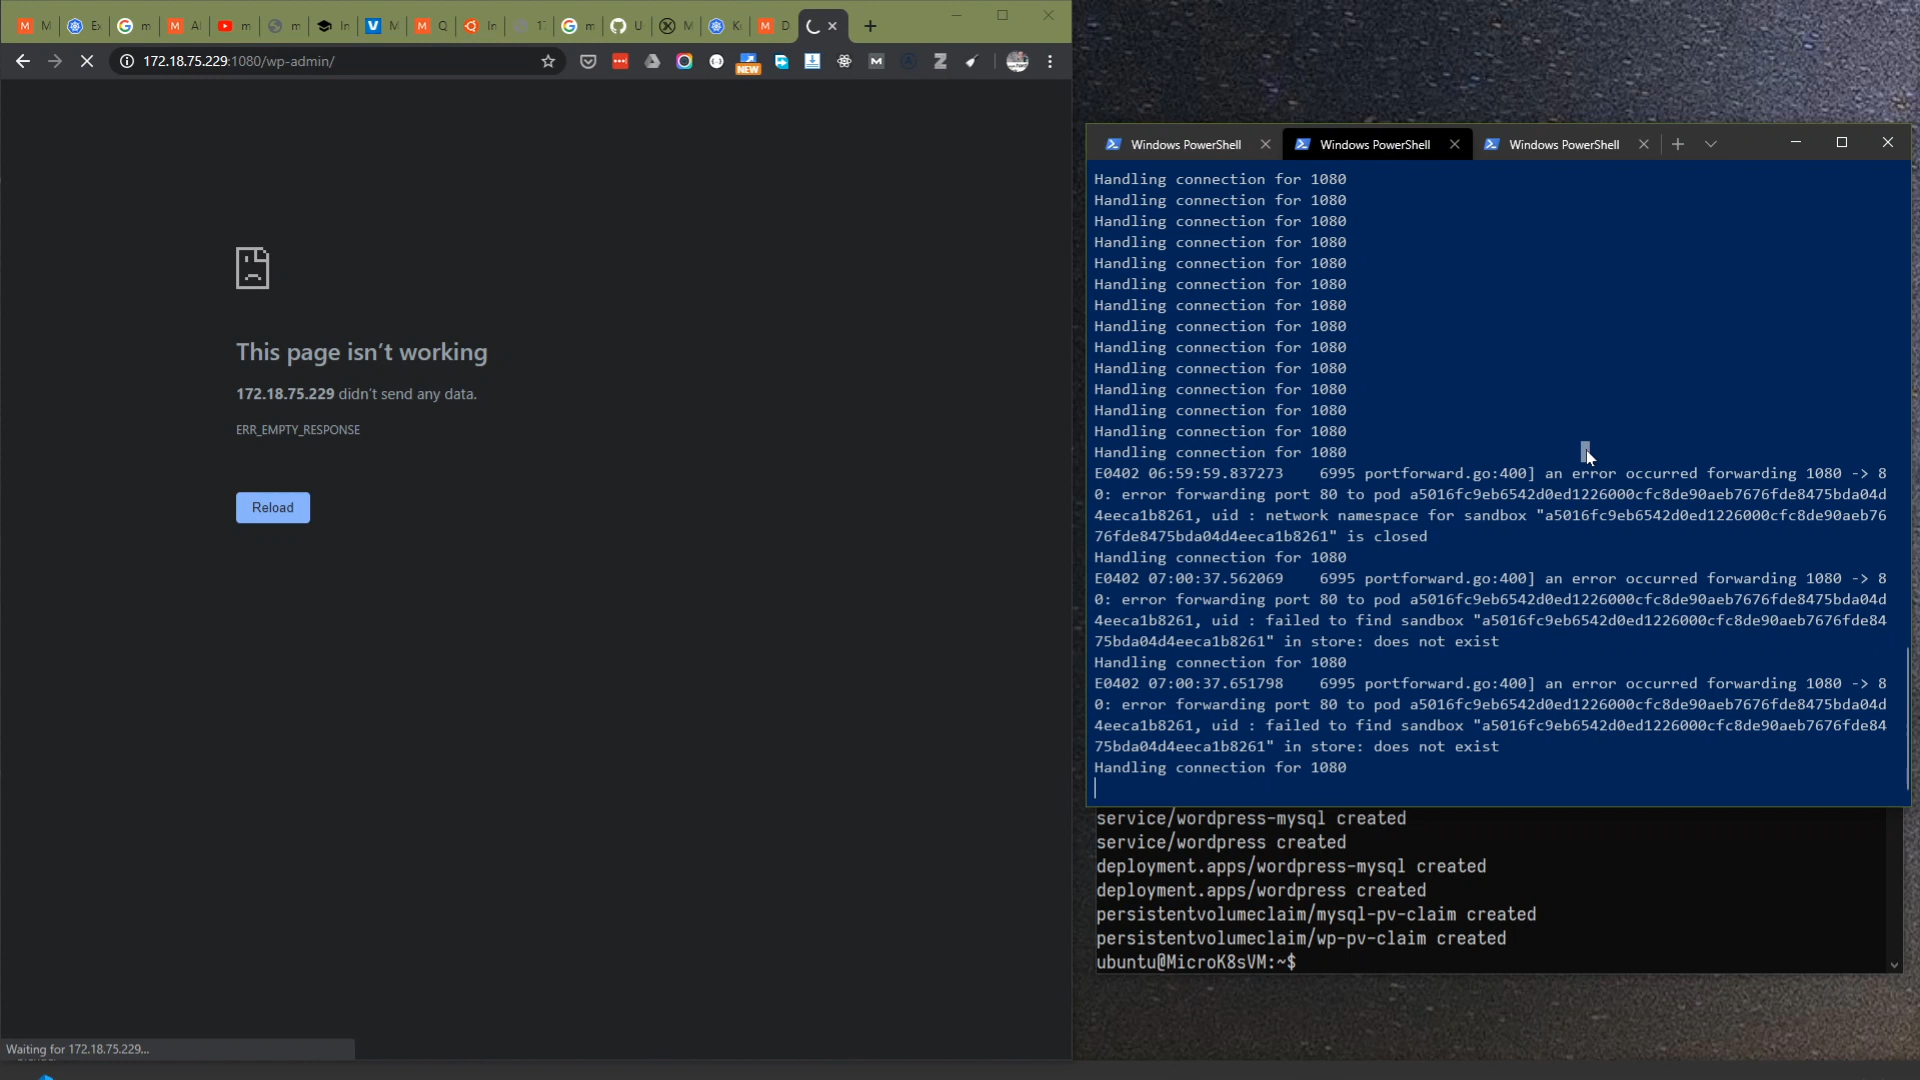 M
Ex
m
Al
m
m
In
M
Q
In
17
m
U
M
Ku
D
172.18.75.229:1080/wp-admin/
NEW
This page isn’t working
172.18.75.229 didn’t send any data.
ERR_EMPTY_RESPONSE
Reload
Waiting for 172.18.75.229...
Windows PowerShell
Windows PowerShell
Windows PowerShell
Handling connection for 1080
Handling connection for 1080
Handling connection for 1080
Handling connection for 1080
Handling connection for 1080
Handling connection for 1080
Handling connection for 1080
Handling connection for 1080
Handling connection for 1080
Handling connection for 1080
Handling connection for 1080
Handling connection for 1080
Handling connection for 1080
Handling connection for 1080
E0402 06:59:59.837273    6995 portforward.go:400] an error occurred forwarding 1080 -> 8
0: error forwarding port 80 to pod a5016fc9eb6542d0ed1226000cfc8de90aeb7676fde8475bda04d
4eeca1b8261, uid : network namespace for sandbox "a5016fc9eb6542d0ed1226000cfc8de90aeb76
76fde8475bda04d4eeca1b8261" is closed
Handling connection for 1080
E0402 07:00:37.562069    6995 portforward.go:400] an error occurred forwarding 1080 -> 8
0: error forwarding port 80 to pod a5016fc9eb6542d0ed1226000cfc8de90aeb7676fde8475bda04d
4eeca1b8261, uid : failed to find sandbox "a5016fc9eb6542d0ed1226000cfc8de90aeb7676fde84
75bda04d4eeca1b8261" in store: does not exist
Handling connection for 1080
E0402 07:00:37.651798    6995 portforward.go:400] an error occurred forwarding 1080 -> 8
0: error forwarding port 80 to pod a5016fc9eb6542d0ed1226000cfc8de90aeb7676fde8475bda04d
4eeca1b8261, uid : failed to find sandbox "a5016fc9eb6542d0ed1226000cfc8de90aeb7676fde84
75bda04d4eeca1b8261" in store: does not exist
Handling connection for 1080
service/wordpress-mysql created
service/wordpress created
deployment.apps/wordpress-mysql created
deployment.apps/wordpress created
persistentvolumeclaim/mysql-pv-claim created
persistentvolumeclaim/wp-pv-claim created
ubuntu@MicroK8sVM:~$